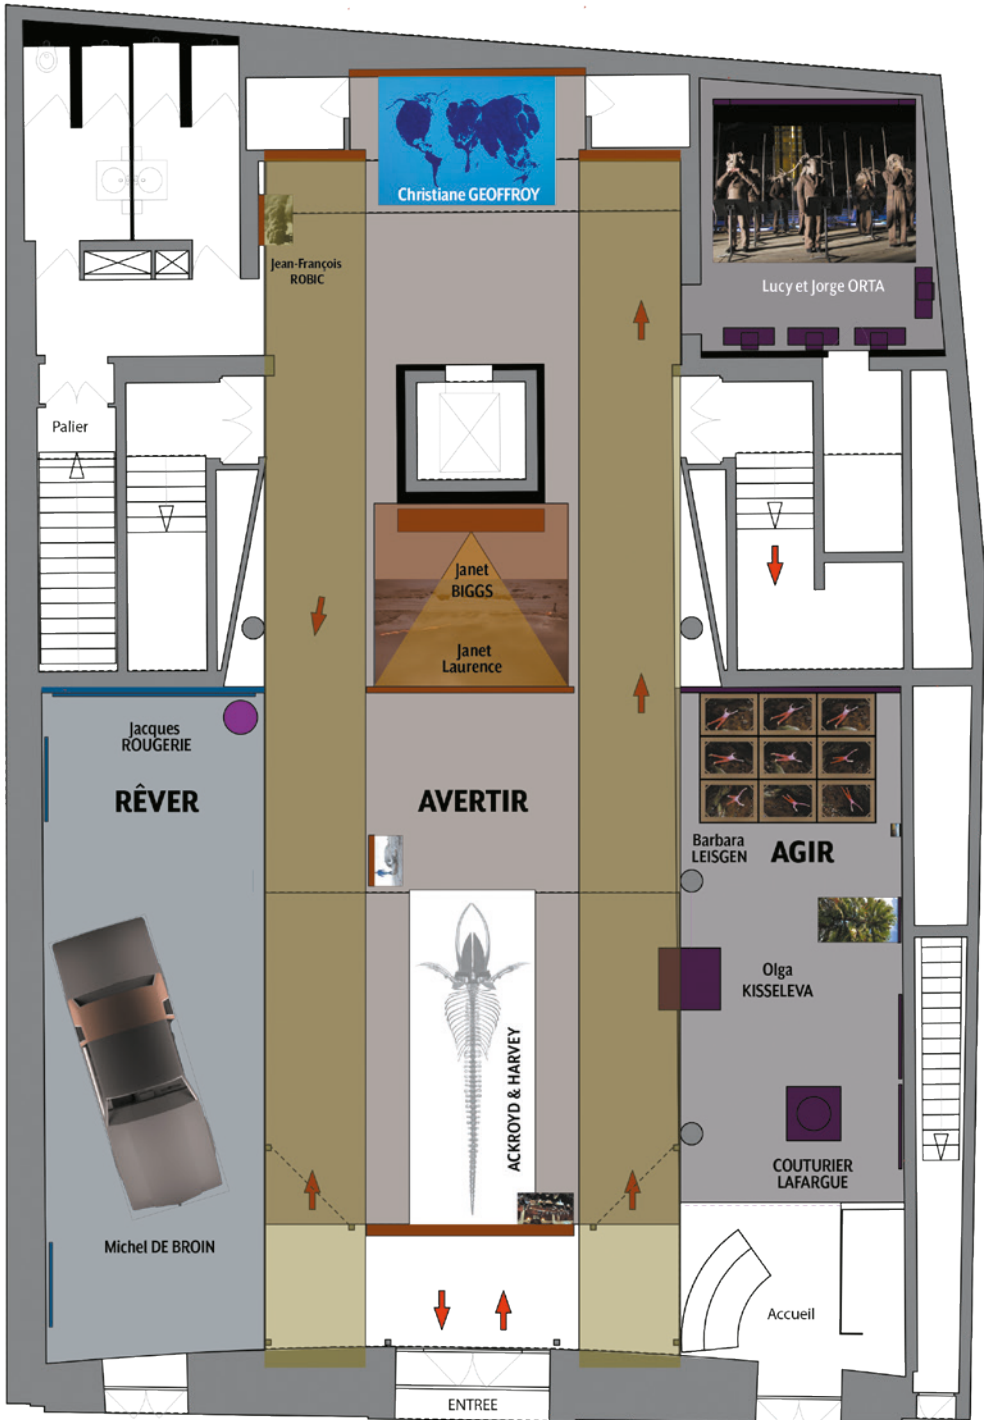 Christiane GEOFFROY
Jean-François
ROBIC
Lucy et Jorge ORTA
Palier
Janet
BIGGS
Janet
Laurence
Jacques
ROUGERIE
RÊVER
AVERTIR
Barbara
LEISGEN
AGIR
Olga
KISSELEVA
ACKROYD & HARVEY
COUTURIER
LAFARGUE
Michel DE BROIN
Accueil
ENTREE